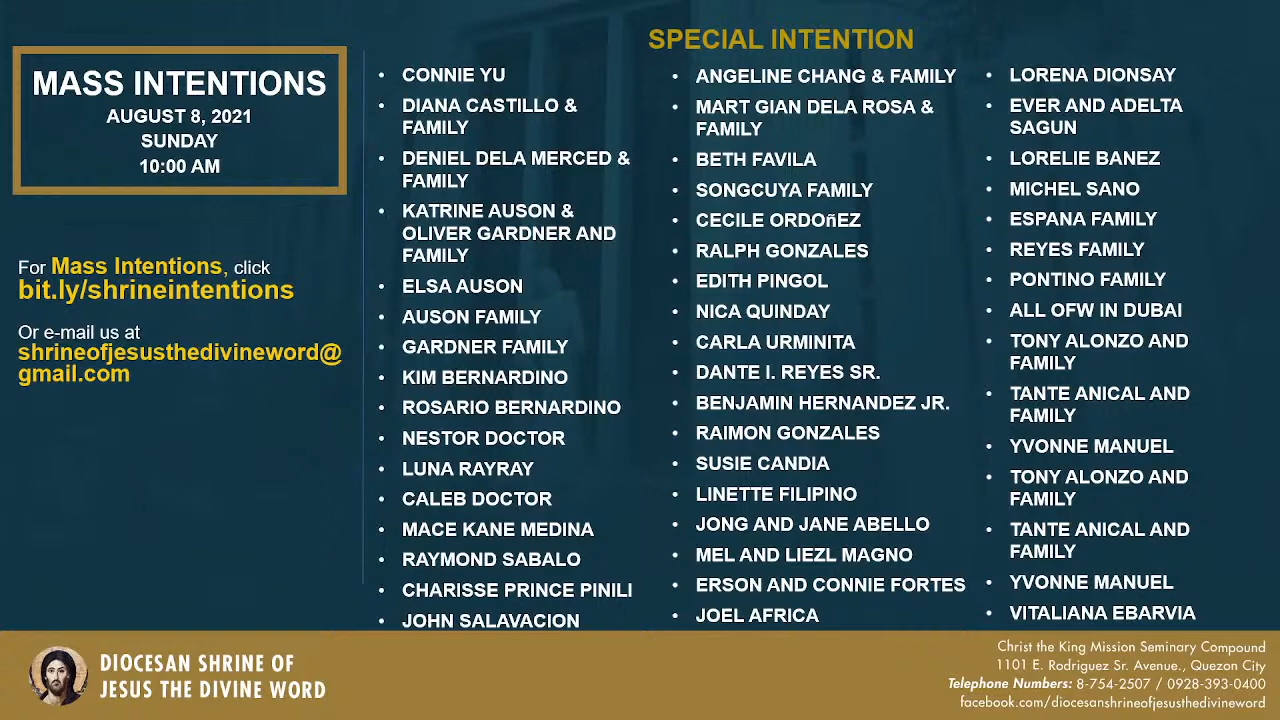 MASS INTENTIONS
AUGUST 8, 2021
SUNDAY
10:00 AM
For Mass Intentions, click
bit.ly/shrineintentions
Or e-mail us at
shrineofjesusthedivineword@
gmail.com
SPECIAL INTENTION
• CONNIE YU
• DIANA CASTILLO &
FAMILY
• DENIEL DELA MERCED &
FAMILY
• KATRINE AUSON &
OLIVER GARDNER AND
FAMILY
• ELSA AUSON
• AUSON FAMILY
• GARDNER FAMILY
• KIM BERNARDINO
• ROSARIO BERNARDINO
• NESTOR DOCTOR
• LUNA RAYRAY
• CALEB DOCTOR
• MACE KANE MEDINA
• RAYMOND SABALO
• CHARISSE PRINCE PINILI
• JOHN SALAVACION
• ANGELINE CHANG & FAMILY
• MART GIAN DELA ROSA &
FAMILY
• BETH FAVILA
• SONGCUYA FAMILY
• CECILE ORDOñEZ
• RALPH GONZALES
• EDITH PINGOL
• NICA QUINDAY
• CARLA URMINITA
• DANTE I. REYES SR.
• BENJAMIN HERNANDEZ JR.
• RAIMON GONZALES
• SUSIE CANDIA
• LINETTE FILIPINO
• JONG AND JANE ABELLO
• MEL AND LIEZL MAGNO
• ERSON AND CONNIE FORTES
• JOEL AFRICA
• LORENA DIONSAY
• EVER AND ADELTA
SAGUN
• LORELIE BANEZ
• MICHEL SANO
• ESPANA FAMILY
• REYES FAMILY
• PONTINO FAMILY
• ALL OFW IN DUBAI
• TONY ALONZO AND
FAMILY
• TANTE ANICAL AND
FAMILY
• YVONNE MANUEL
• TONY ALONZO AND
FAMILY
• TANTE ANICAL AND
FAMILY
• YVONNE MANUEL
• VITALIANA EBARVIA
DIOCESAN SHRINE OF
JESUS THE DIVINE WORD
Christ the King Mission Seminary Compound
1101 E. Rodriguez Sr. Avenue., Quezon City
Telephone Numbers: 8-754-2507 / 0928-393-0400
facebook.com/diocesanshrineofjesusthedivineword